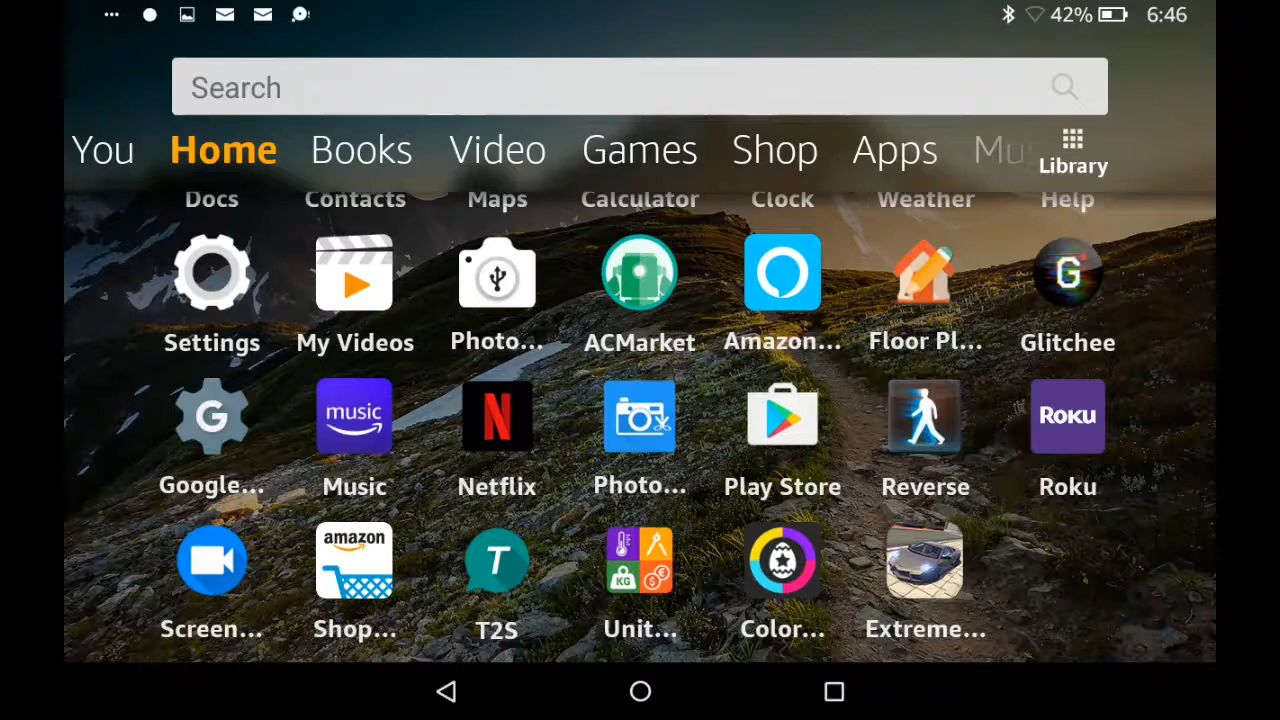 42% 6:46
Search
You Home Books Video Games Shop Apps Mu Library
Docs Contacts Maps Calculator Clock Weather Help
G
Settings My Videos Photo... ACMarket Amazon... Floor Pl... Glitchee
G music N Roku
Google... Music Netflix Photo... Play Store Reverse Roku
amazon T KG
Screen... Shop... T2S Unit... Color... Extreme...